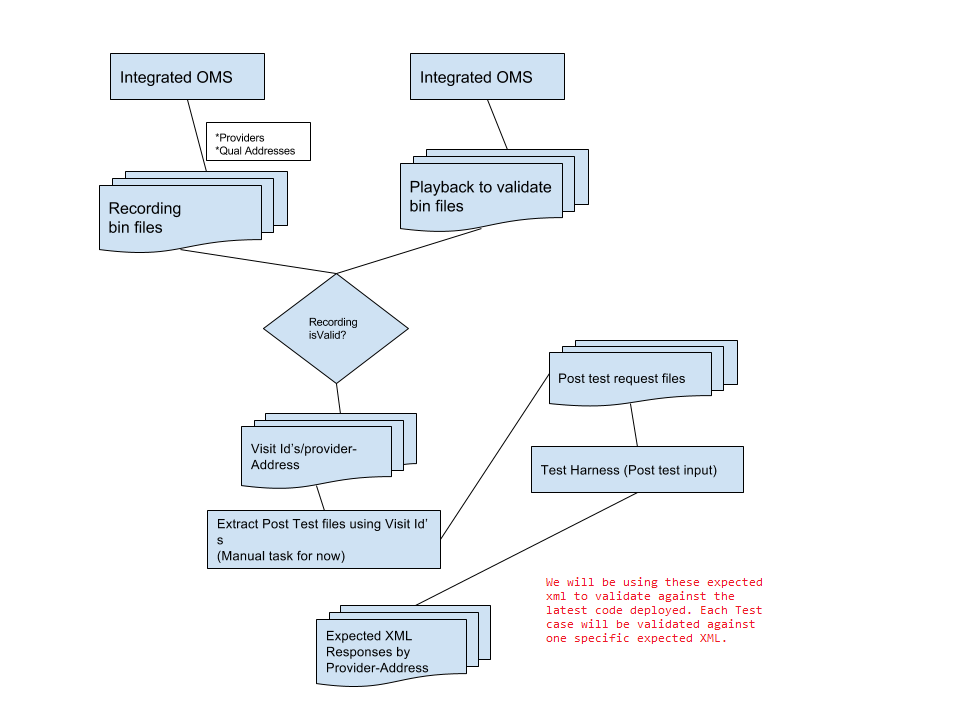 Integrated OMS
Integrated OMS
*Providers
*Qual Addresses
Recording
bin files
Playback to validate
bin files
Recording
isValid?
Post test request files
Visit Id's/provider-
Address
Test Harness (Post test input)
Extract Post Test files using Visit Id'
s
(Manual task for now)
We will be using these expected
xml to validate against the
latest code deployed. Each Test
case will be validated against
one specific expected XML.
Expected XML
Responses by
Provider-Address